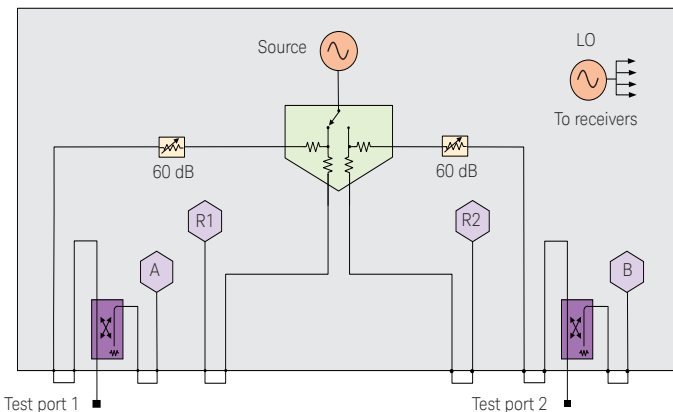 Source
LO
To receivers
60 dB
60 dB
R1
R2
A
B
Test port 1
Test port 2